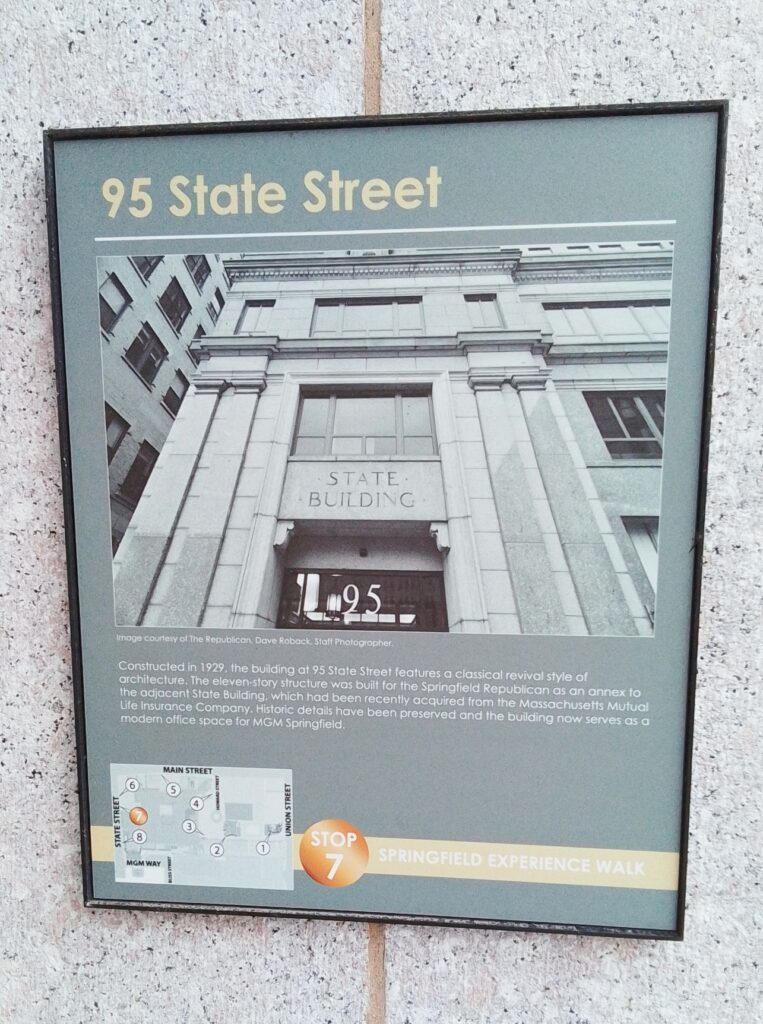 95 State Street
STATE
BUILDING
195
Image courtesy of The Republican, Dave Roback, Staff Photographer.
Constructed in 1929, the building at 95 State Street features a classical revival style of
architecture. The eleven-story structure was built for the Springfield Republican as an annex to
the adjacent State Building, which had been recently acquired from the Massachusetts Mutual
Life Insurance Company. Historic details have been preserved and the building now serves as a
modern office space for MGM Springfield.
MAIN STREET
STATE STREET
HOWARD STREET
UNION STREET
6
5
4
7
3
8
2
1
MGM WAY
BLISS STREET
STOP
7
SPRINGFIELD EXPERIENCE WALK